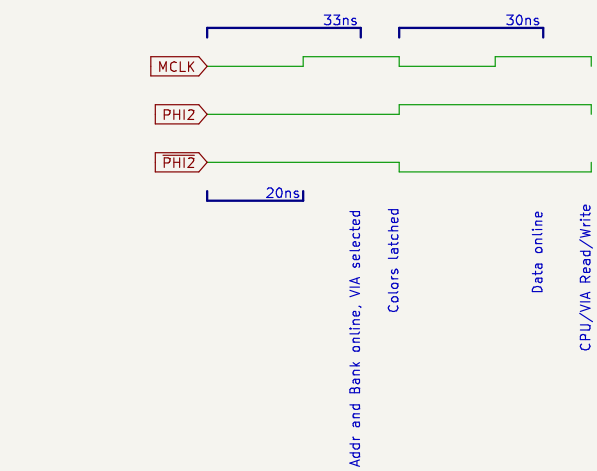 33ns
30ns
MCLK
PHI2
PHI2
20ns
Addr and Bank online, VIA selected
Colors latched
Data online
CPU/VIA Read/Write